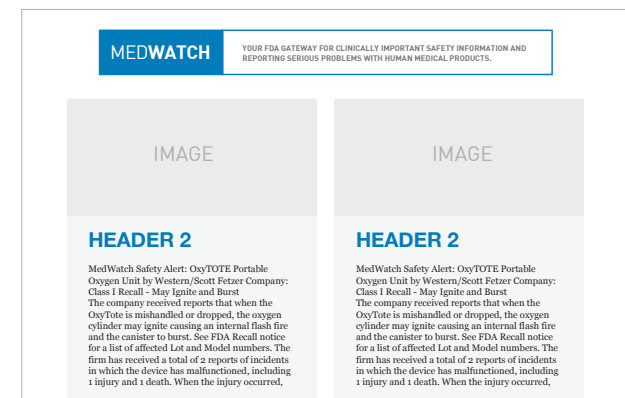 MEDWATCH
YOUR FDA GATEWAY FOR CLINICALLY IMPORTANT SAFETY INFORMATION AND
REPORTING SERIOUS PROBLEMS WITH HUMAN MEDICAL PRODUCTS.
IMAGE
HEADER 2
MedWatch Safety Alert: OxyTOTE Portable
Oxygen Unit by Western/Scott Fetzer Company:
Class I Recall - May Ignite and Burst
The company received reports that when the
OxyTote is mishandled or dropped, the oxygen
cylinder may ignite causing an internal flash fire
and the canister to burst. See FDA Recall notice
for a list of affected Lot and Model numbers. The
firm has received a total of 2 reports of incidents
in which the device has malfunctioned, including
1 injury and 1 death. When the injury occurred,
IMAGE
HEADER 2
MedWatch Safety Alert: OxyTOTE Portable
Oxygen Unit by Western/Scott Fetzer Company:
Class I Recall - May Ignite and Burst
The company received reports that when the
OxyTote is mishandled or dropped, the oxygen
cylinder may ignite causing an internal flash fire
and the canister to burst. See FDA Recall notice
for a list of affected Lot and Model numbers. The
firm has received a total of 2 reports of incidents
in which the device has malfunctioned, including
1 injury and 1 death. When the injury occurred,